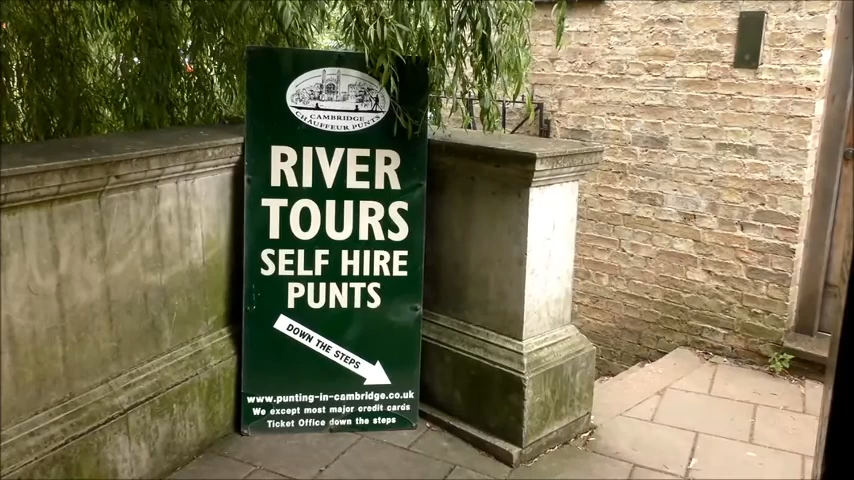 CAMBRIDGE
CHAUFFEUR PUNTS
RIVER
TOURS
SELF HIRE
PUNTS
DOWN THE STEPS
www.punting-in-cambridge.co.uk
We except most major credit cards
Ticket Office down the steps